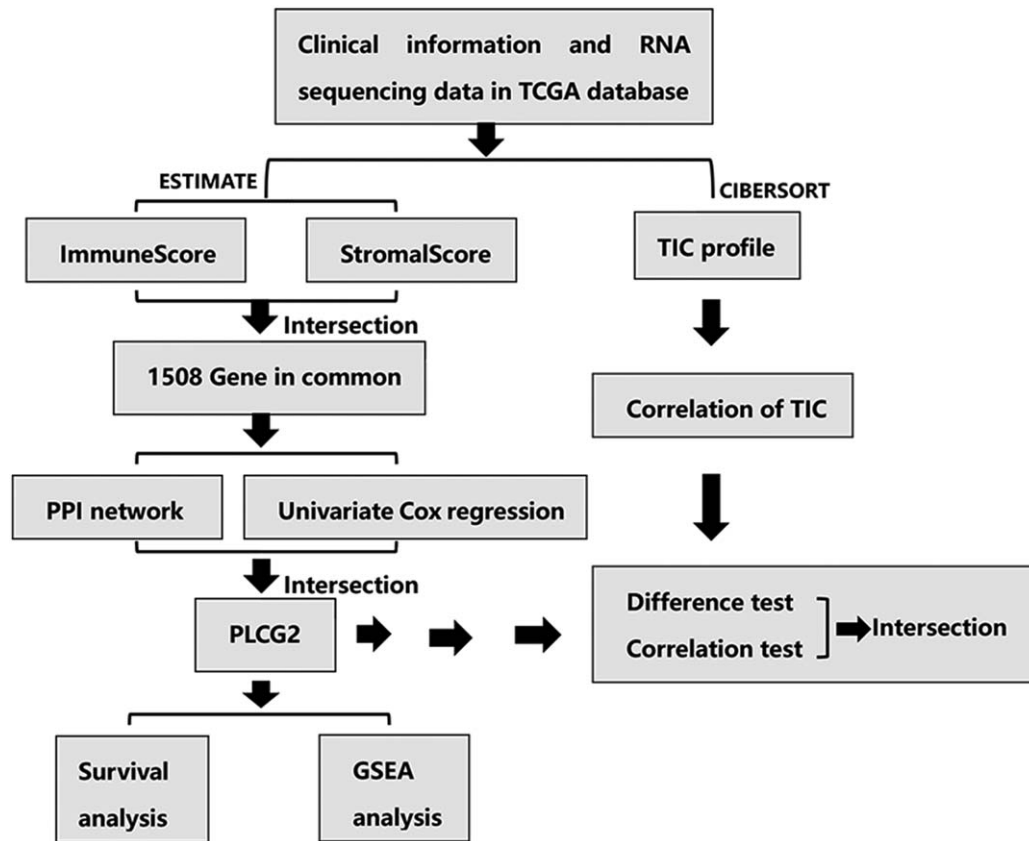 Clinical information and RNA
sequencing data in TCGA database
ESTIMATE
CIBERSORT
ImmuneScore
StromalScore
TIC profile
Intersection
1508 Gene in common
Correlation of TIC
PPI network
Univariate Cox regression
Intersection
PLCG2
Difference test
Correlation test
Intersection
Survival
analysis
GSEA
analysis